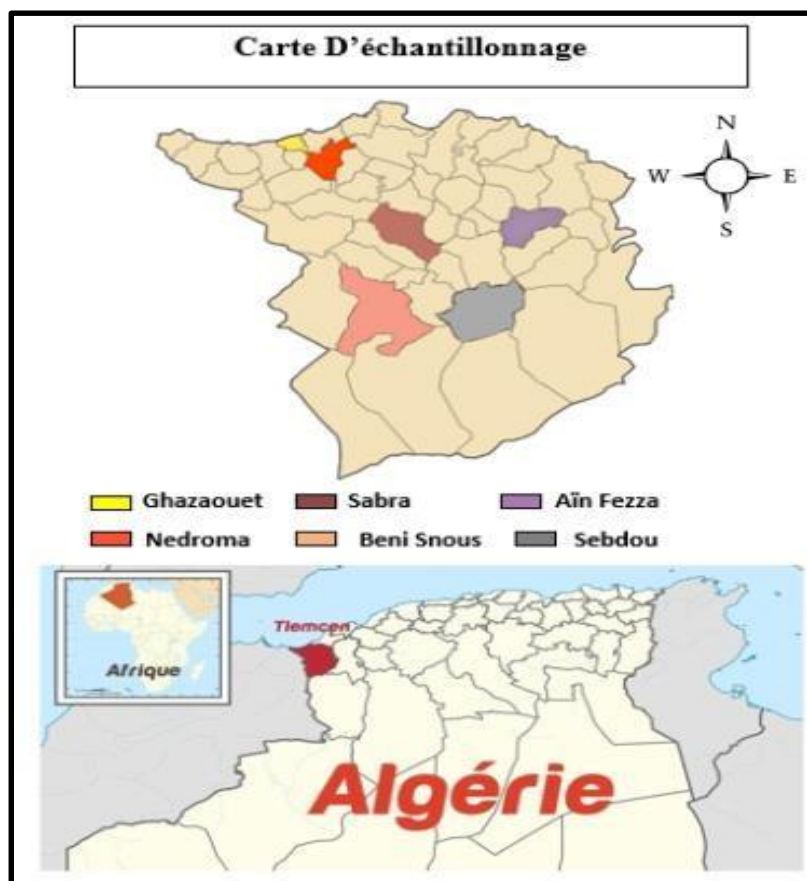 Carte D'échantillonnage
N
W E
S
Ghazaouet Sabra Aïn Fezza
Nedroma Beni Snous Sebdou
Tlemcen
Afrique
Algérie